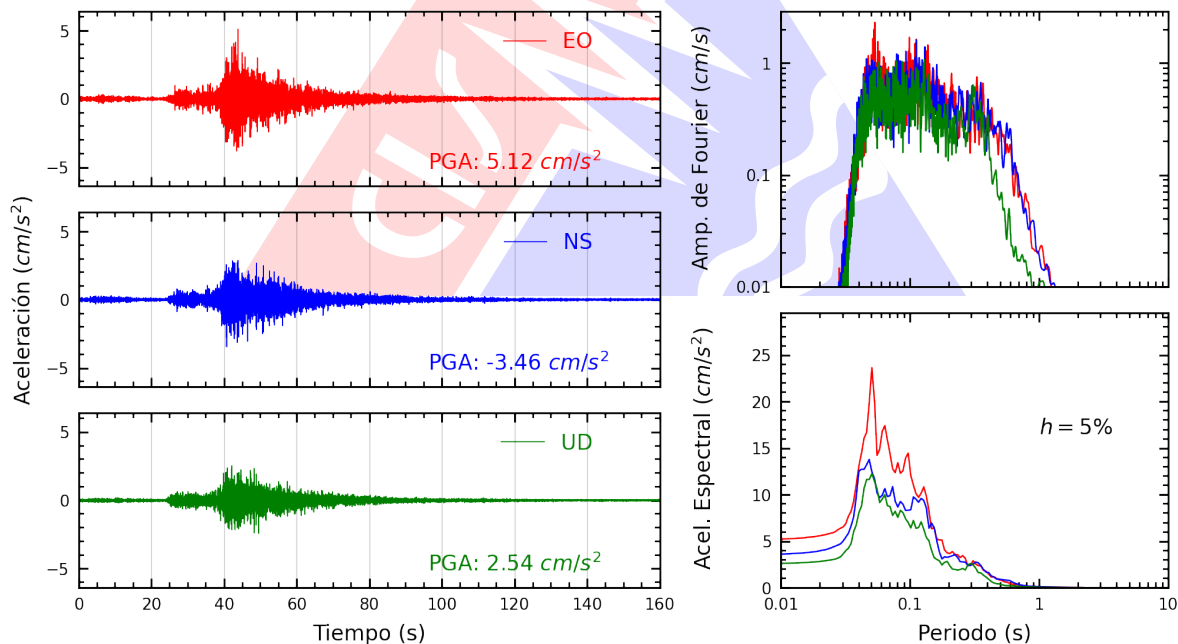 Aceleración (cm/s²)
5
0
−5
EO
PGA: 5.12 cm/s²
5
0
−5
NS
PGA: -3.46 cm/s²
5
0
−5
UD
PGA: 2.54 cm/s²
0 20 40 60 80 100 120 140 160
Tiempo (s)
Amp. de Fourier (cm/s)
1
0.1
0.01
Acel. Espectral (cm/s²)
25
20
15
10
5
0
h = 5%
0.01 0.1 1 10
Periodo (s)